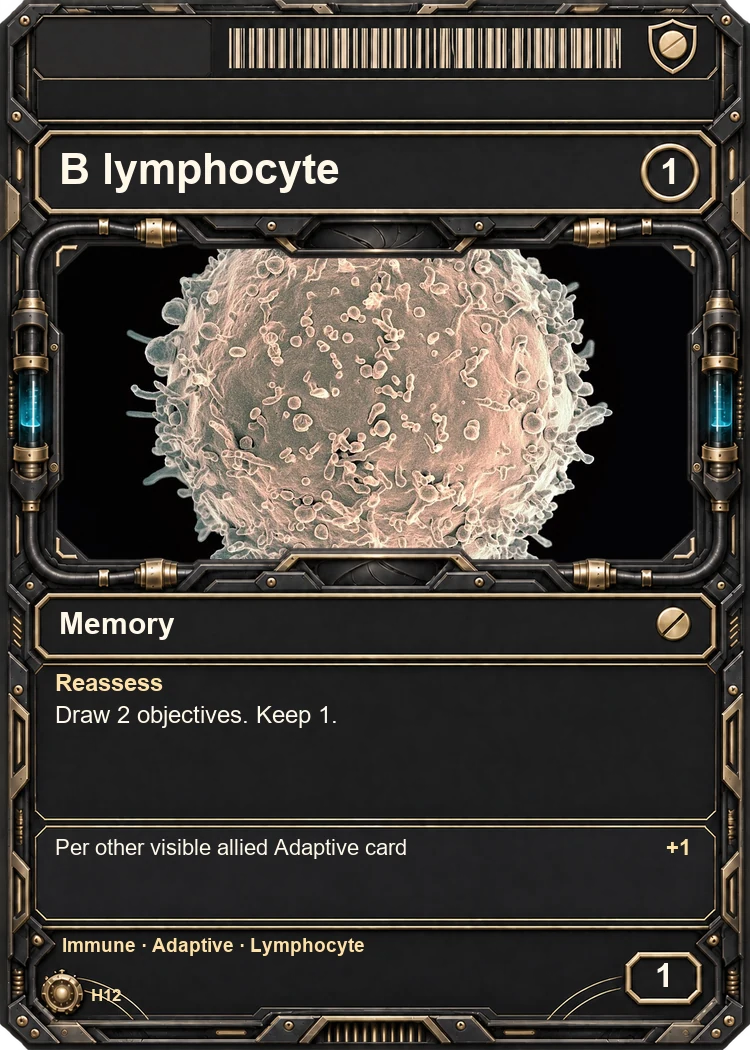 B lymphocyte
1
Memory
Reassess
Draw 2 objectives. Keep 1.
Per other visible allied Adaptive card +1
Immune · Adaptive · Lymphocyte
1
H12